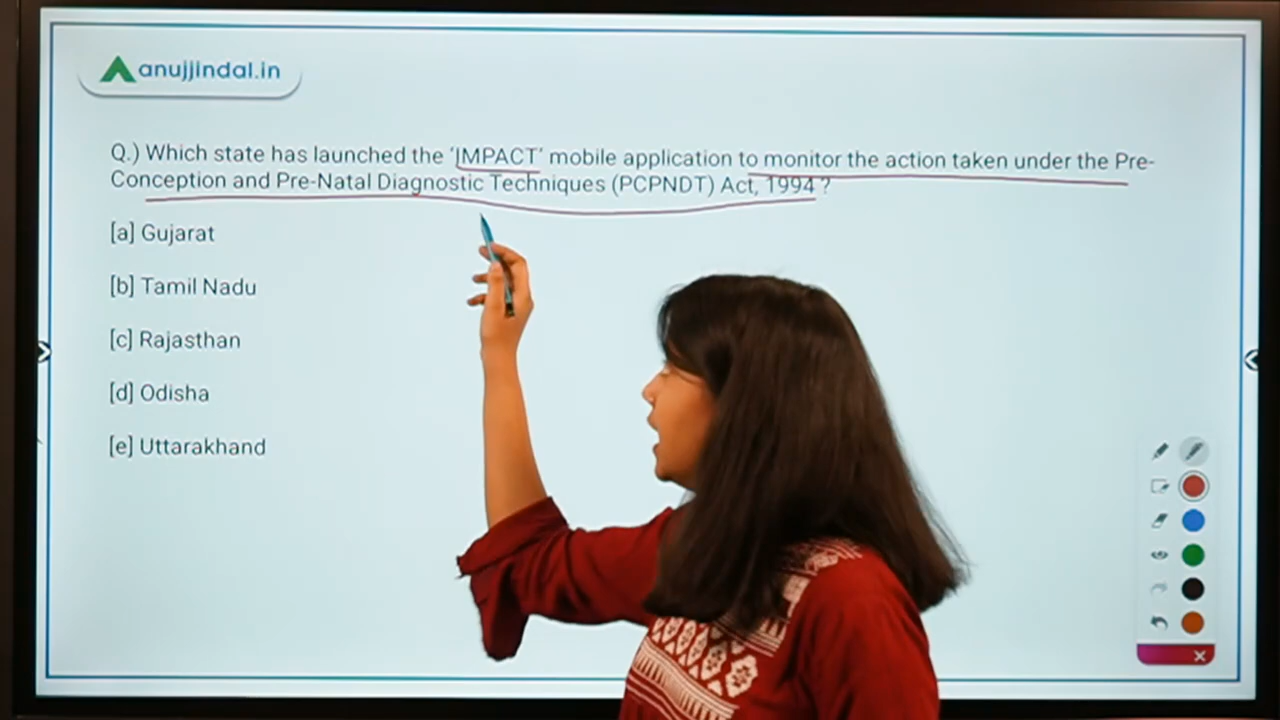 anujjindal.in
Q.) Which state has launched the ‘IMPACT’ mobile application to monitor the action taken under the Pre-
Conception and Pre-Natal Diagnostic Techniques (PCPNDT) Act, 1994 ?
[a] Gujarat
[b] Tamil Nadu
[c] Rajasthan
[d] Odisha
[e] Uttarakhand